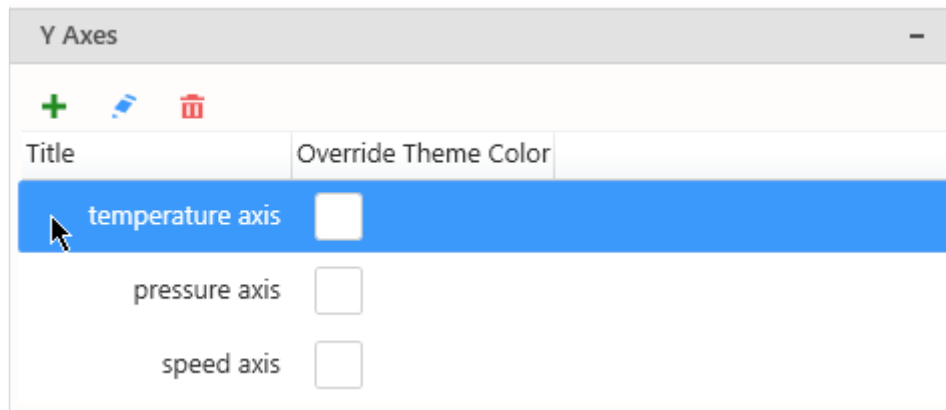 Y Axes
Title Override Theme Color
temperature axis
pressure axis
speed axis